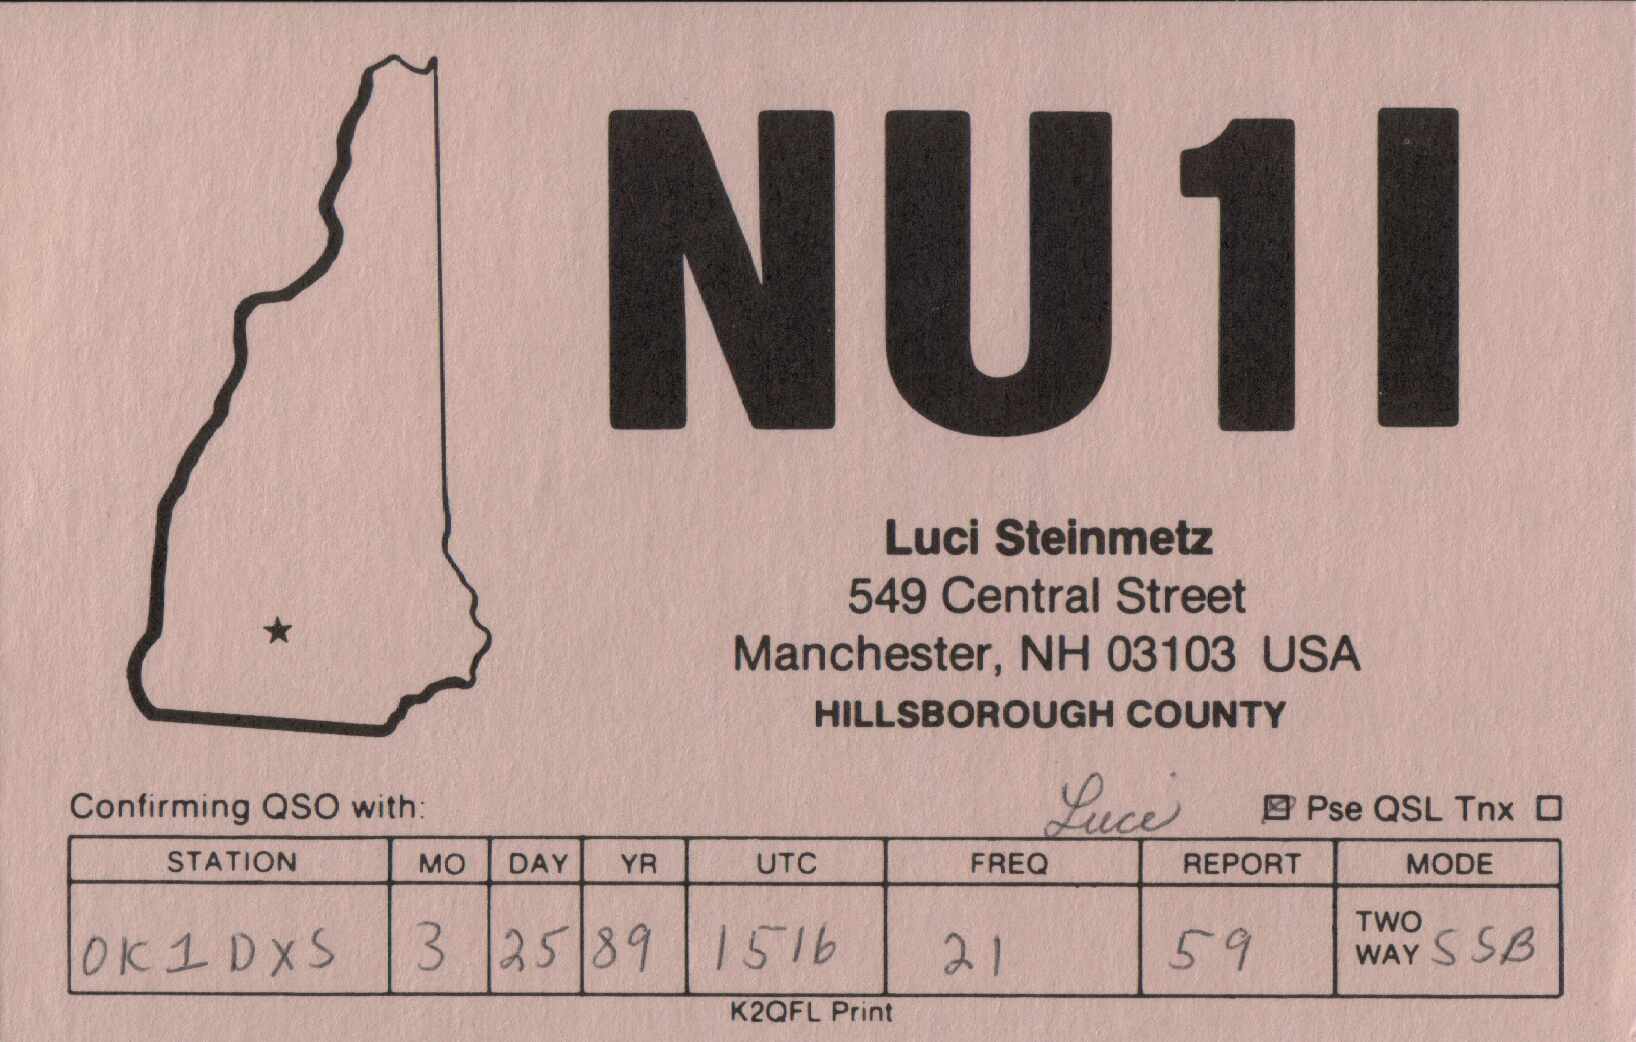 NU1I
Luci Steinmetz
549 Central Street
Manchester, NH 03103 USA
HILLSBOROUGH COUNTY
Confirming QSO with: Luci Pse QSL Tnx
STATION MO DAY YR UTC FREQ REPORT MODE
OK1DXS 3 25 89 1516 21 59 TWO WAY SSB
K2QFL Print